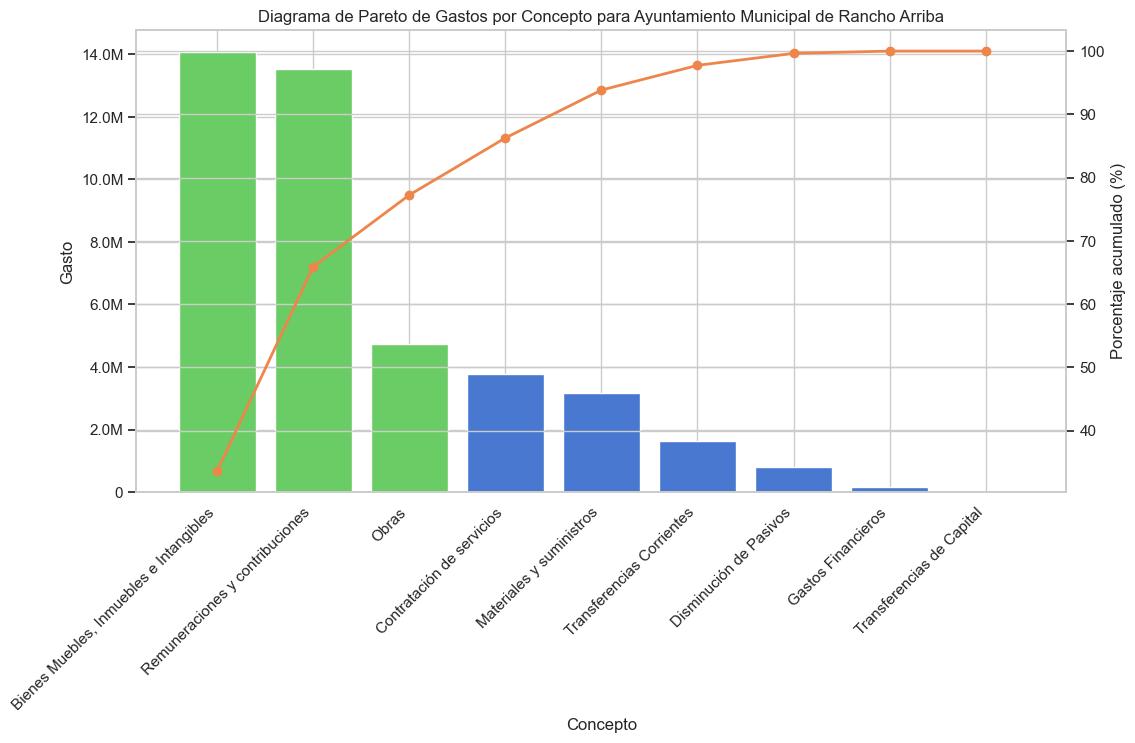 Diagrama de Pareto de Gastos por Concepto para Ayuntamiento Municipal de Rancho Arriba
Gasto
14.0M
12.0M
10.0M
8.0M
6.0M
4.0M
2.0M
0
100
90
80
70
60
50
40
Porcentaje acumulado (%)
Bienes Muebles, Inmuebles e Intangibles
Remuneraciones y contribuciones
Obras
Contratación de servicios
Materiales y suministros
Transferencias Corrientes
Disminución de Pasivos
Gastos Financieros
Transferencias de Capital
Concepto